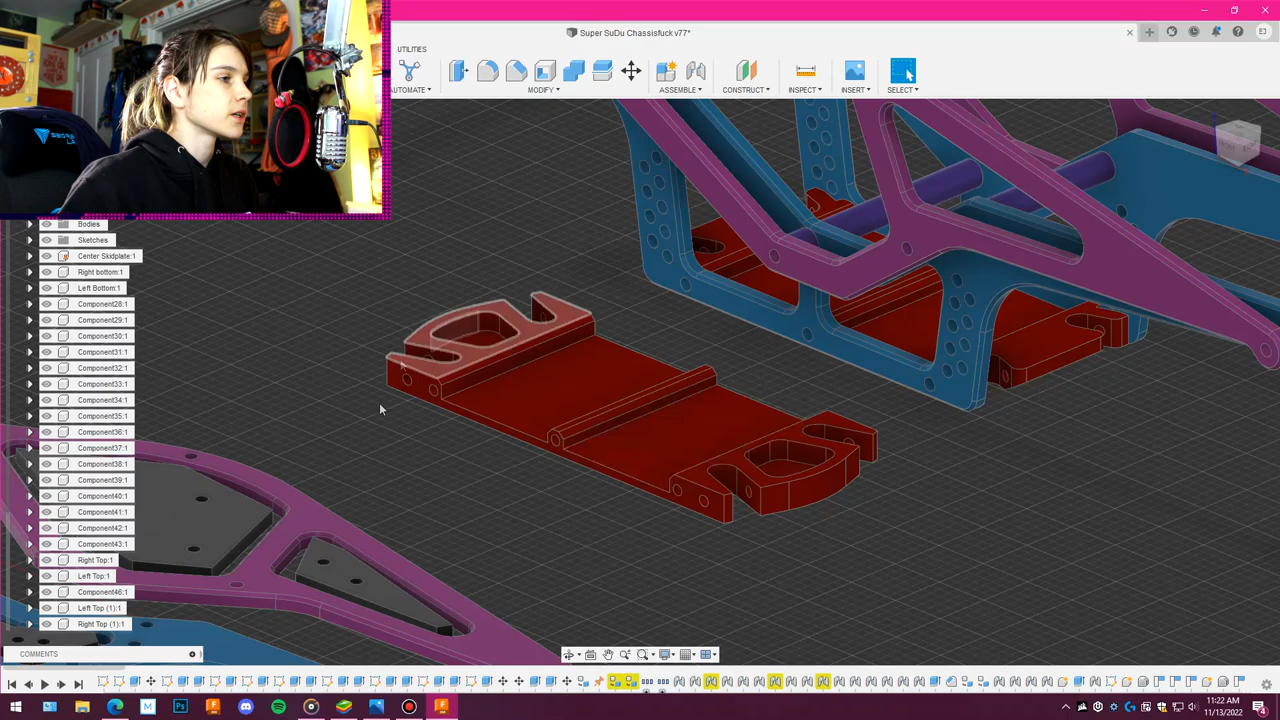 Super SuDu Chassisfuck v77*
UTILITIES
AUTOMATE
MODIFY
ASSEMBLE
CONSTRUCT
INSPECT
INSERT
SELECT
Bodies
Sketches
Center Skidplate:1
Right bottom:1
Left Bottom:1
Component28:1
Component29:1
Component30:1
Component31:1
Component32:1
Component33:1
Component34:1
Component35:1
Component36:1
Component37:1
Component38:1
Component39:1
Component40:1
Component41:1
Component42:1
Component43:1
Right Top:1
Left Top:1
Component46:1
Left Top (1):1
Right Top (1):1
COMMENTS
11:22 AM
11/13/2022